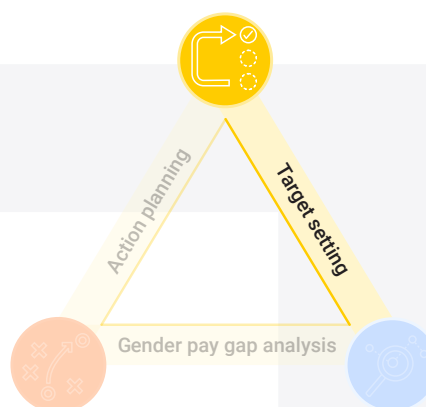 Action planning
Target setting
Gender pay gap analysis